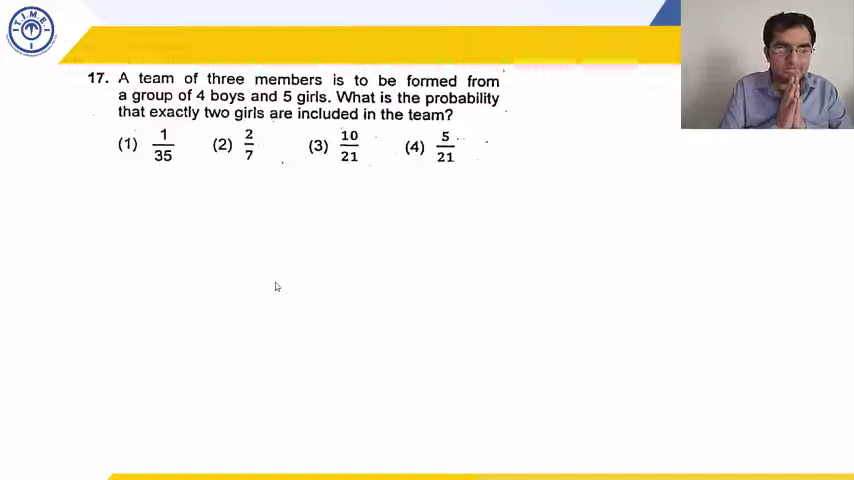 T.I.M.E.
17. A team of three members is to be formed from
a group of 4 boys and 5 girls. What is the probability
that exactly two girls are included in the team?
(1) 1/35 (2) 2/7 (3) 10/21 (4) 5/21